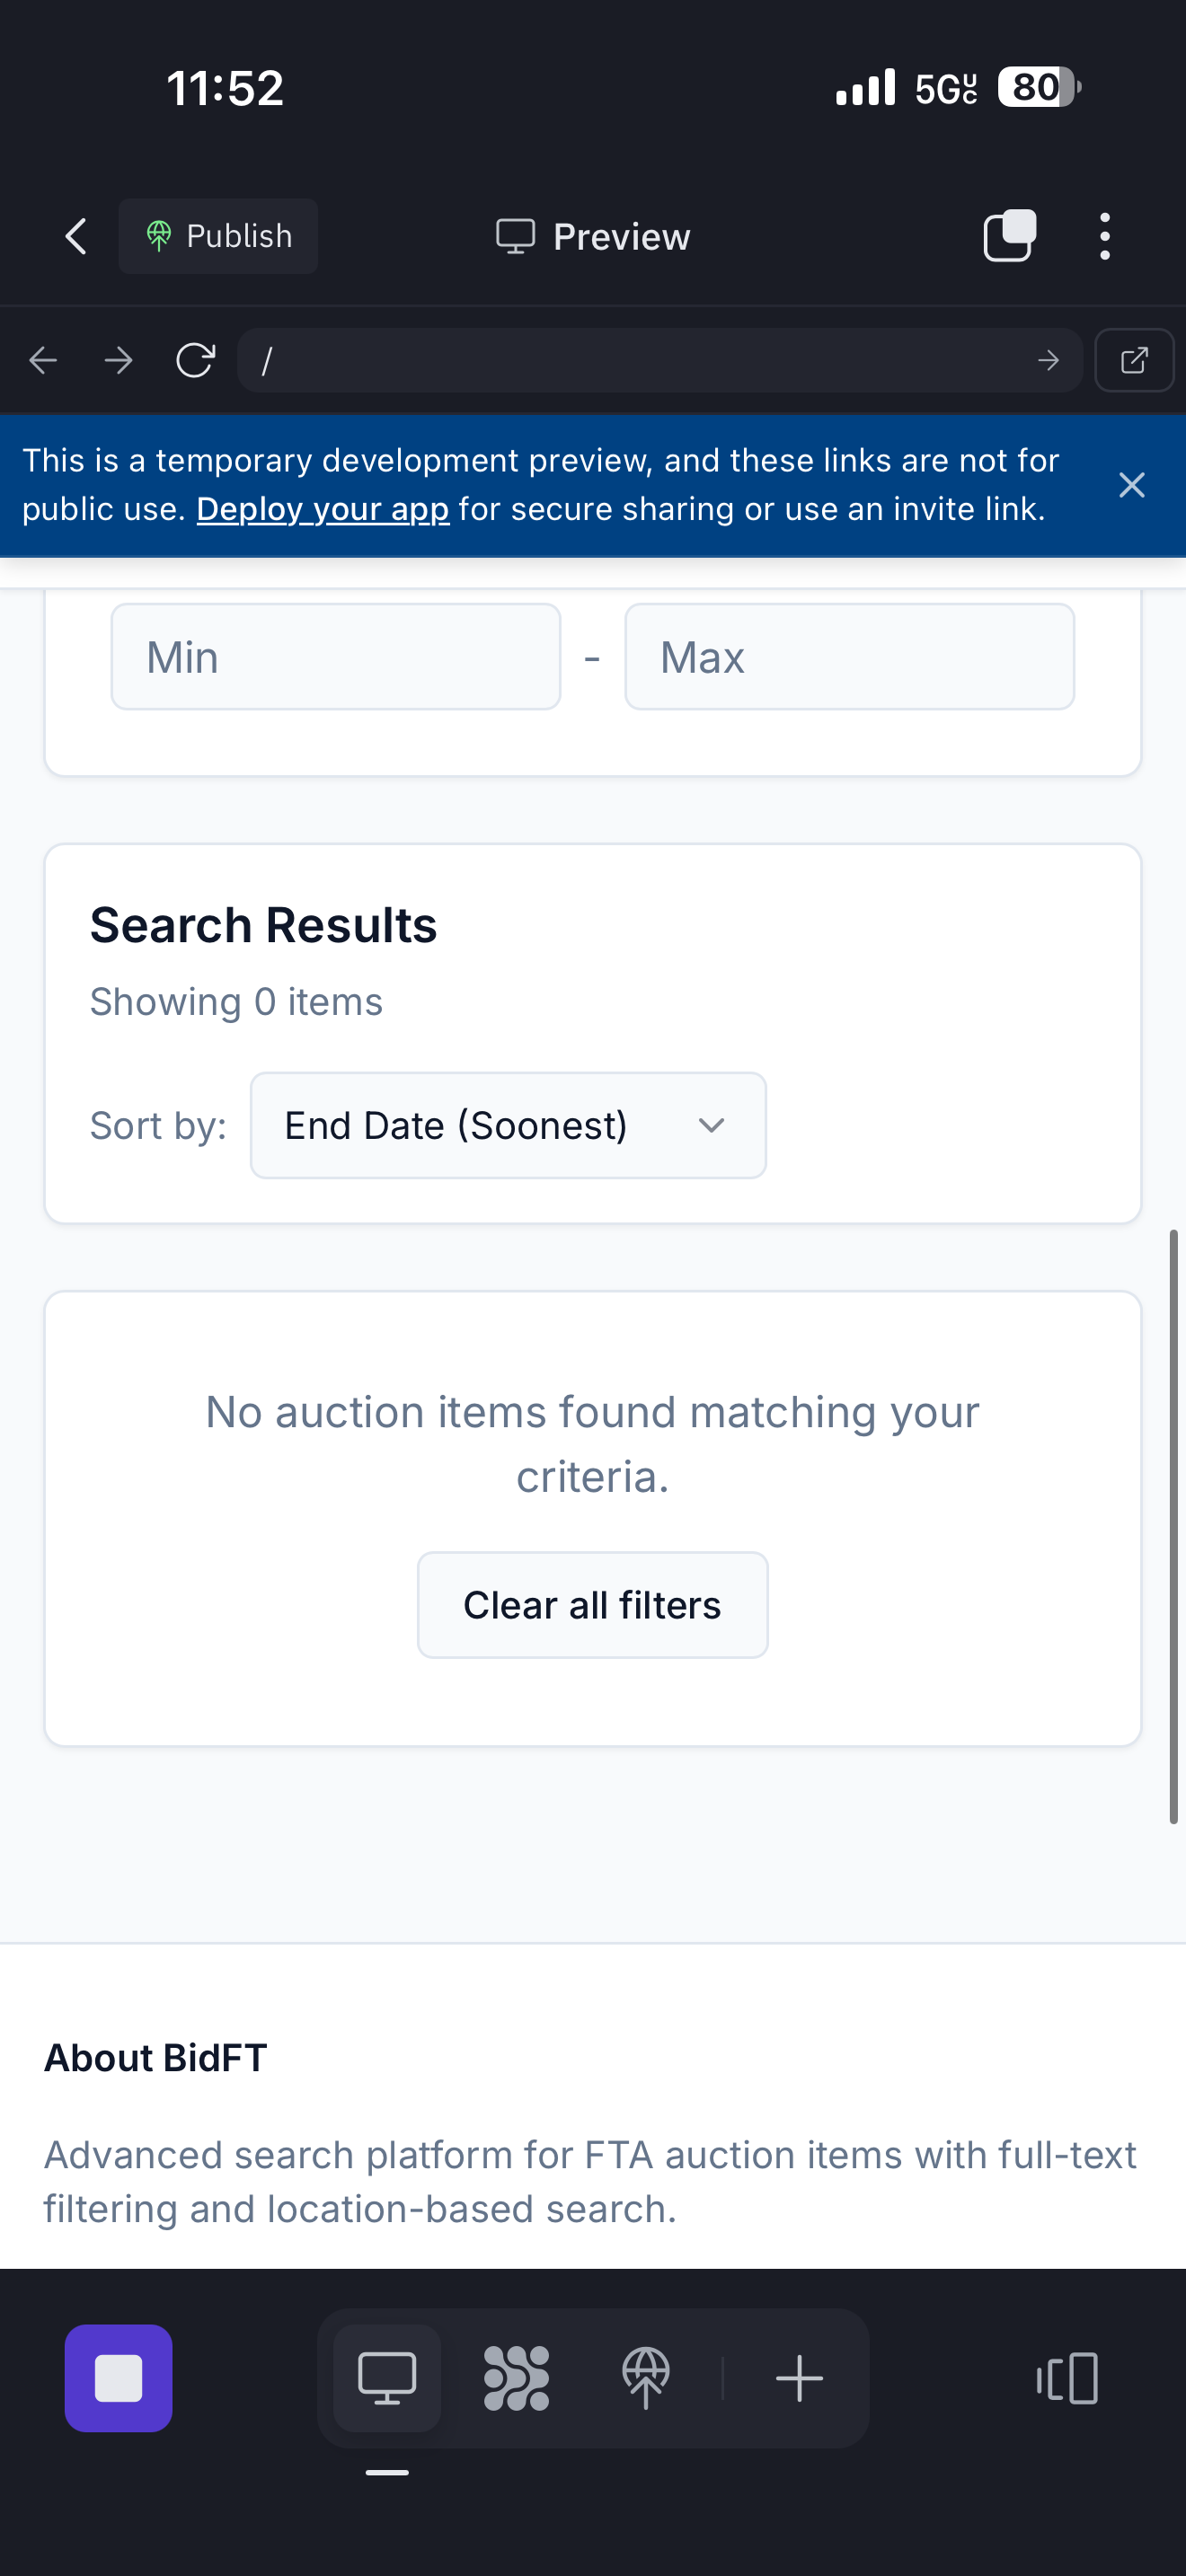 11:52
5GUC 80
Publish
Preview
/
This is a temporary development preview, and these links are not for
public use. Deploy your app for secure sharing or use an invite link.
Min - Max
Search Results
Showing 0 items
Sort by: End Date (Soonest)
No auction items found matching your
criteria.
Clear all filters
About BidFT
Advanced search platform for FTA auction items with full-text
filtering and location-based search.